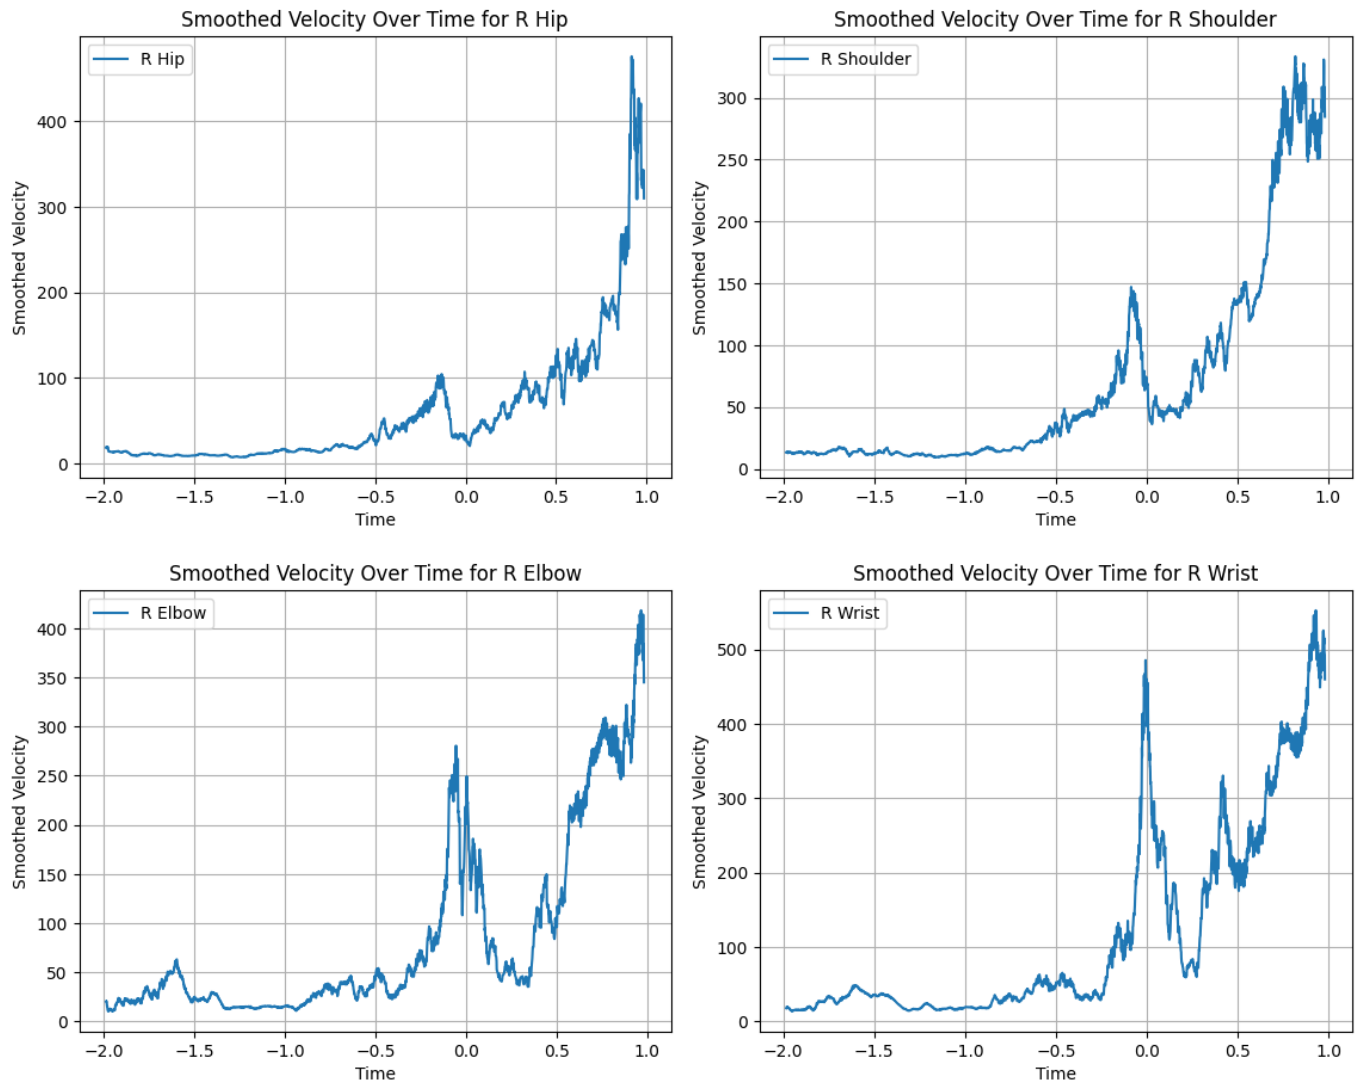 Smoothed Velocity Over Time for R Hip
R Hip
Smoothed Velocity
400
300
200
100
0
−2.0 −1.5 −1.0 −0.5 0.0 0.5 1.0
Time
Smoothed Velocity Over Time for R Shoulder
R Shoulder
Smoothed Velocity
300
250
200
150
100
50
0
−2.0 −1.5 −1.0 −0.5 0.0 0.5 1.0
Time
Smoothed Velocity Over Time for R Elbow
R Elbow
Smoothed Velocity
400
350
300
250
200
150
100
50
0
−2.0 −1.5 −1.0 −0.5 0.0 0.5 1.0
Time
Smoothed Velocity Over Time for R Wrist
R Wrist
Smoothed Velocity
500
400
300
200
100
0
−2.0 −1.5 −1.0 −0.5 0.0 0.5 1.0
Time